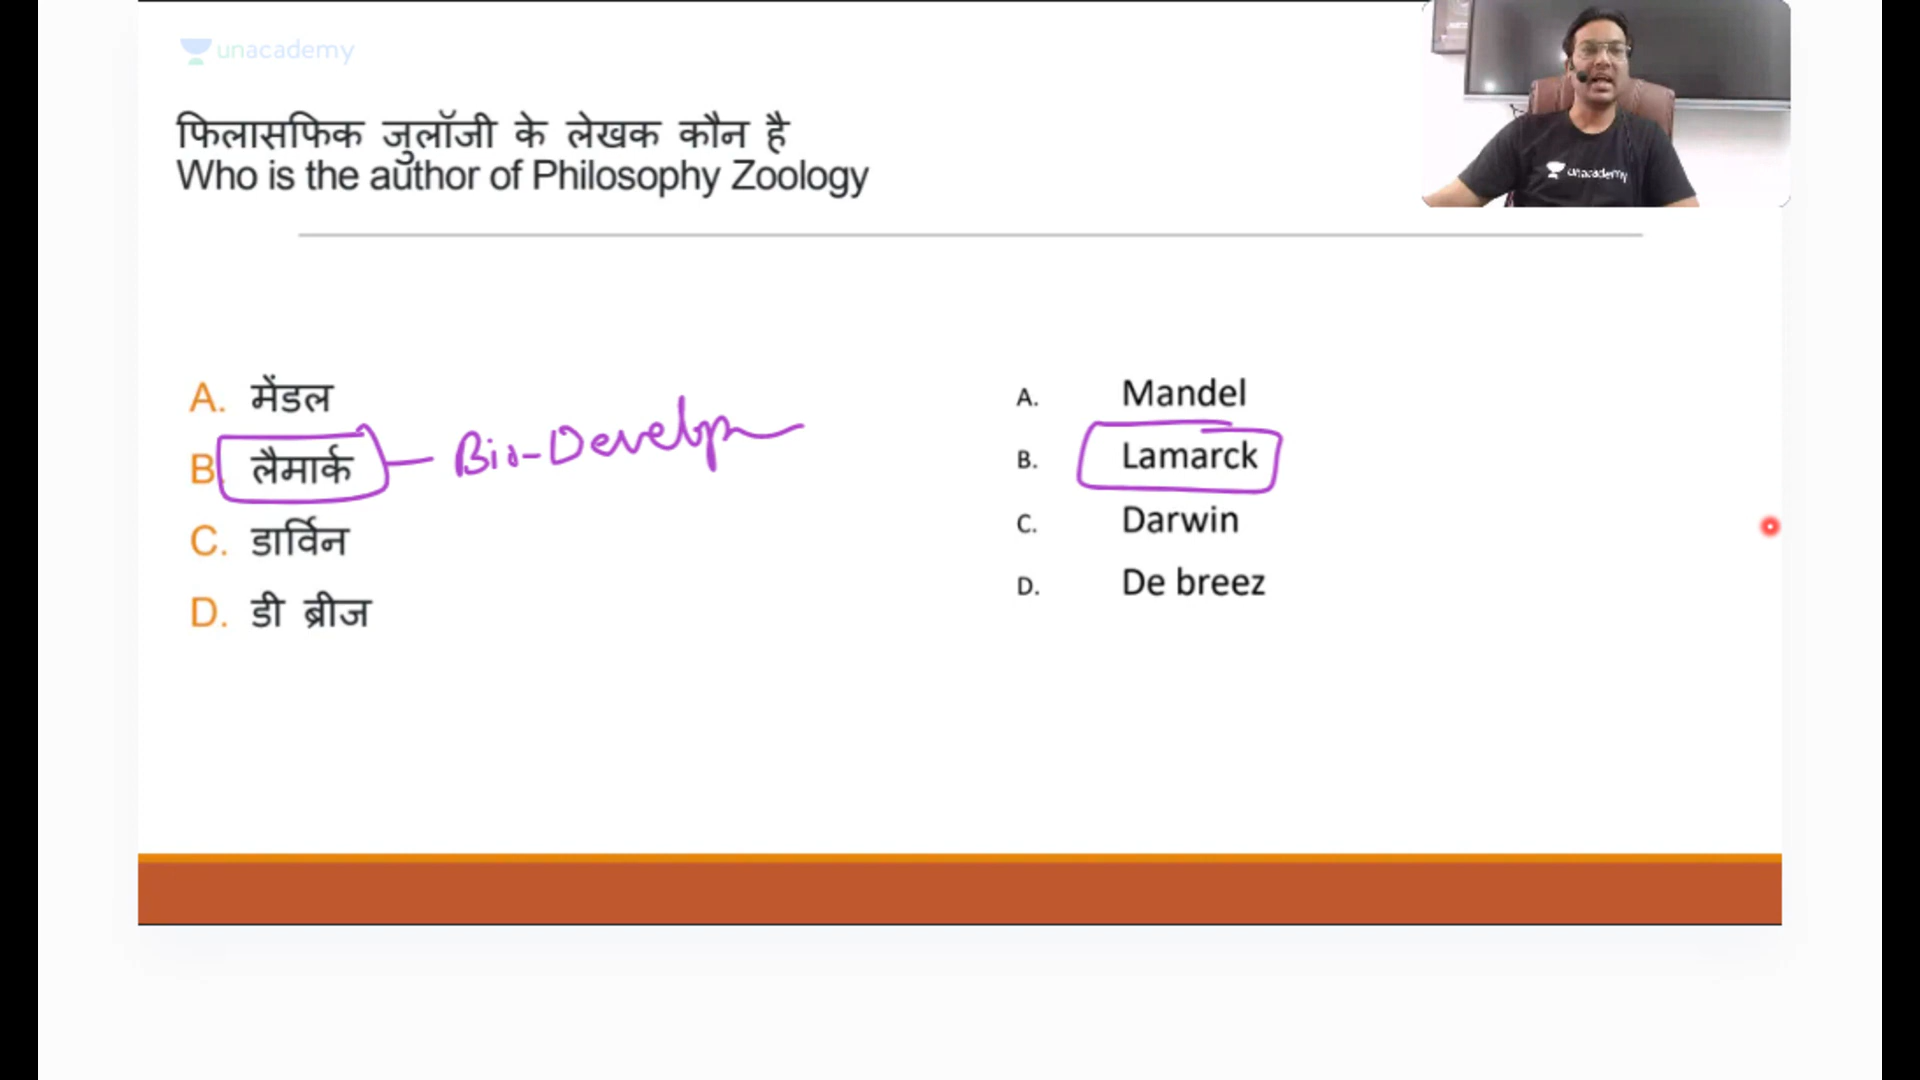 unacademy
फिलासफिक जुलॉजी के लेखक कौन है
Who is the author of Philosophy Zoology
unacademy
A. मेंडल
B. लैमार्क
Bio-Develop
C. डार्विन
D. डी ब्रीज
A. Mandel
B. Lamarck
C. Darwin
D. De breez